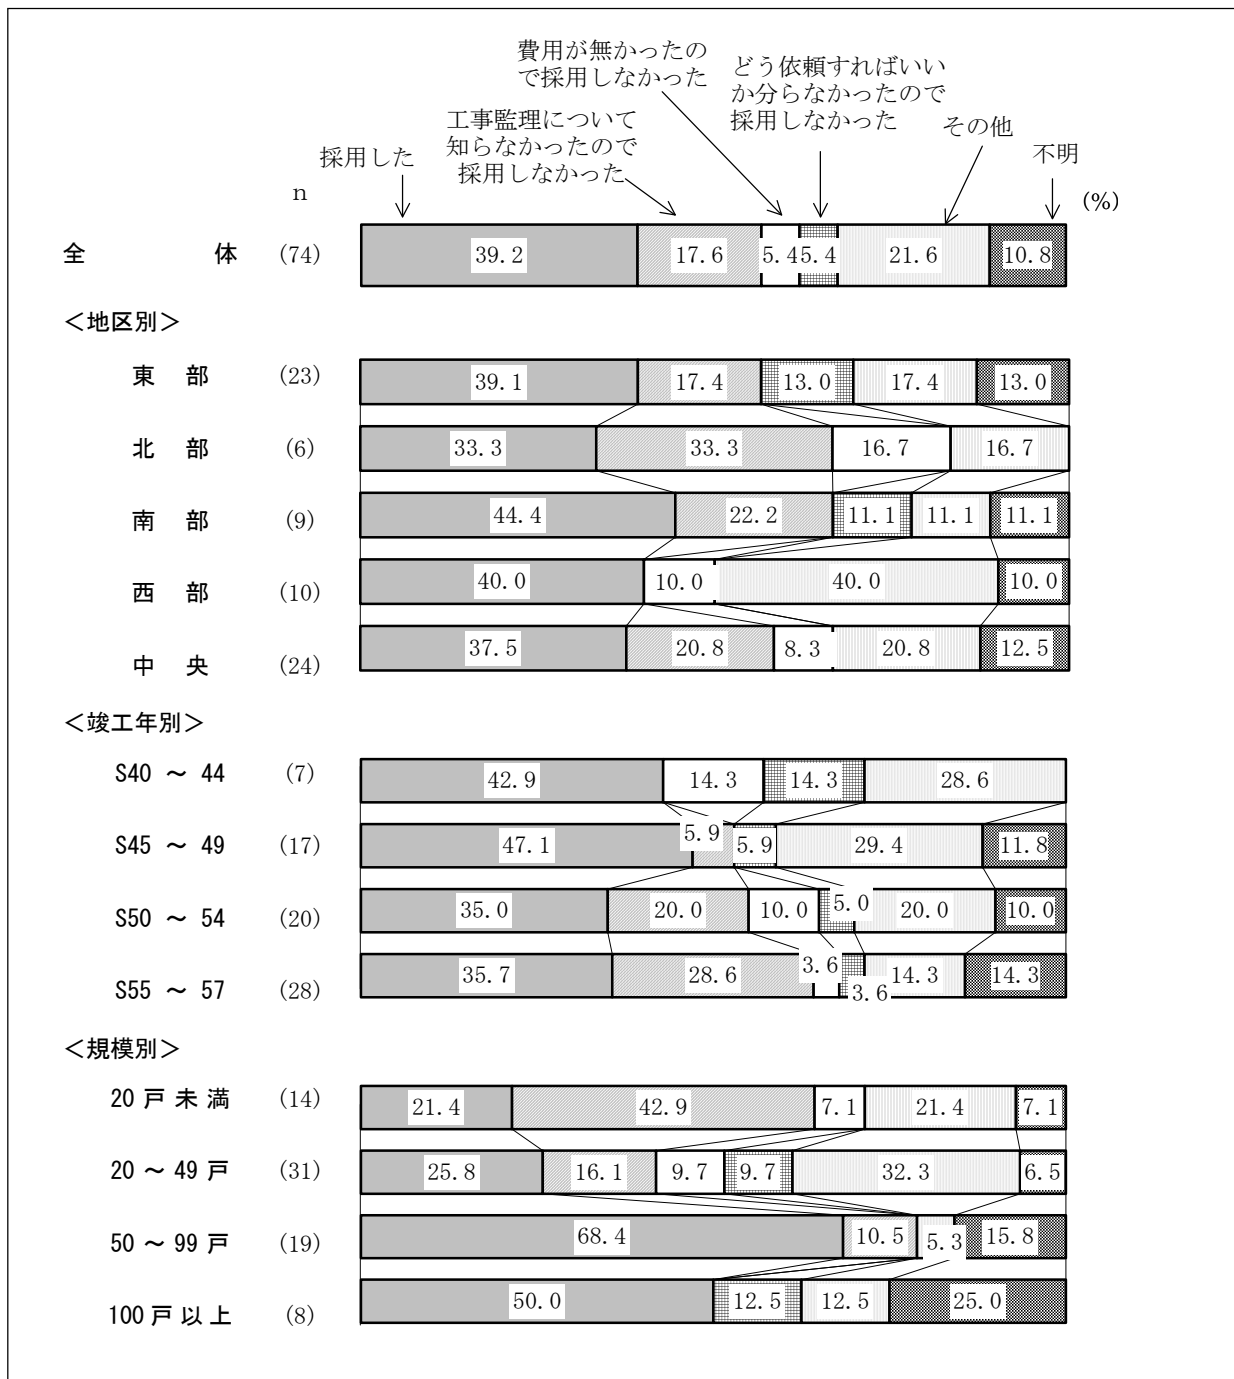 費用が無かったの
で採用しなかった
どう依頼すればいい
か分らなかったので
採用しなかった
工事監理について
知らなかったので
採用しなかった
その他
採用した
不明
n
(%)
全 体 (74) 39.2 17.6 5.4 5.4 21.6 10.8
＜地区別＞
東 部 (23) 39.1 17.4 13.0 17.4 13.0
北 部 (6) 33.3 33.3 16.7 16.7
南 部 (9) 44.4 22.2 11.1 11.1 11.1
西 部 (10) 40.0 10.0 40.0 10.0
中 央 (24) 37.5 20.8 8.3 20.8 12.5
＜竣工年別＞
S40 ～ 44 (7) 42.9 14.3 14.3 28.6
S45 ～ 49 (17) 47.1 5.9 5.9 29.4 11.8
S50 ～ 54 (20) 35.0 20.0 10.0 5.0 20.0 10.0
S55 ～ 57 (28) 35.7 28.6 3.6 3.6 14.3 14.3
＜規模別＞
20 戸 未 満 (14) 21.4 42.9 7.1 21.4 7.1
20 ～ 49 戸 (31) 25.8 16.1 9.7 9.7 32.3 6.5
50 ～ 99 戸 (19) 68.4 10.5 5.3 15.8
100 戸 以 上 (8) 50.0 12.5 12.5 25.0